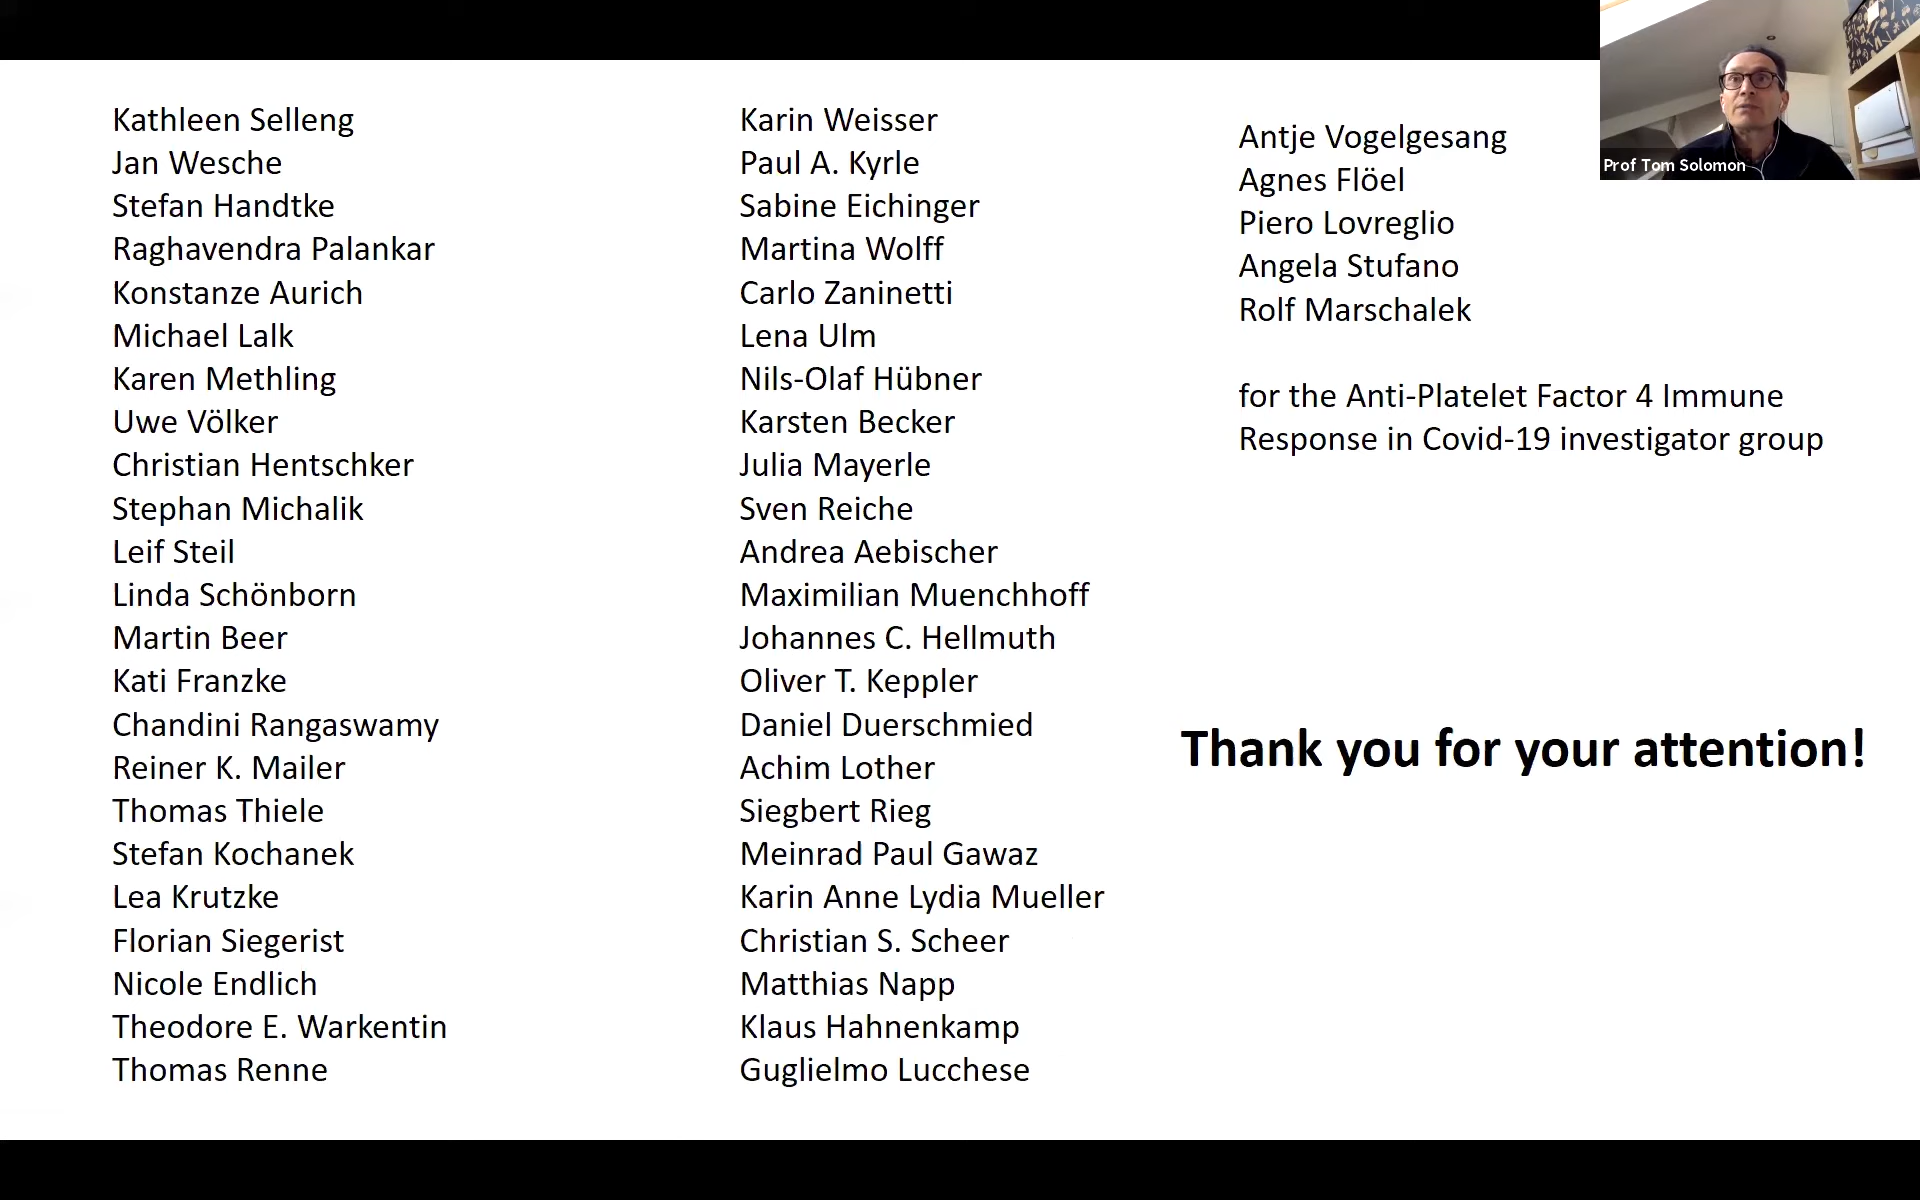 Kathleen Selleng
Jan Wesche
Stefan Handtke
Raghavendra Palankar
Konstanze Aurich
Michael Lalk
Karen Methling
Uwe Völker
Christian Hentschker
Stephan Michalik
Leif Steil
Linda Schönborn
Martin Beer
Kati Franzke
Chandini Rangaswamy
Reiner K. Mailer
Thomas Thiele
Stefan Kochanek
Lea Krutzke
Florian Siegerist
Nicole Endlich
Theodore E. Warkentin
Thomas Renne
Karin Weisser
Paul A. Kyrle
Sabine Eichinger
Martina Wolff
Carlo Zaninetti
Lena Ulm
Nils-Olaf Hübner
Karsten Becker
Julia Mayerle
Sven Reiche
Andrea Aebischer
Maximilian Muenchhoff
Johannes C. Hellmuth
Oliver T. Keppler
Daniel Duerschmied
Achim Lother
Siegbert Rieg
Meinrad Paul Gawaz
Karin Anne Lydia Mueller
Christian S. Scheer
Matthias Napp
Klaus Hahnenkamp
Guglielmo Lucchese
Antje Vogelgesang
Agnes Flöel
Piero Lovreglio
Angela Stufano
Rolf Marschalek
for the Anti-Platelet Factor 4 Immune
Response in Covid-19 investigator group
Thank you for your attention!
Prof Tom Solomon